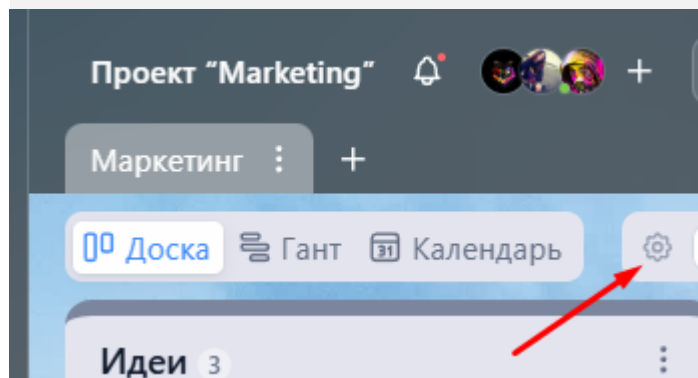 Проект “Marketing”
Маркетинг
Доска Гант 31 Календарь
Идеи 3